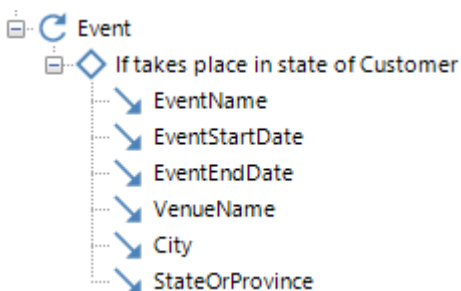 Event
If takes place in state of Customer
EventName
EventStartDate
EventEndDate
VenueName
City
StateOrProvince